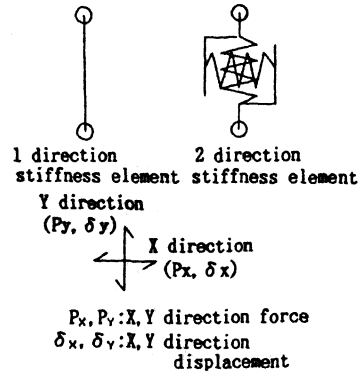 1 direction
stiffness element
2 direction
stiffness element
Y direction
(Py, δy)
X direction
(Px, δx)
Px, PY:X,Y direction force
δx, δY:X,Y direction
displacement